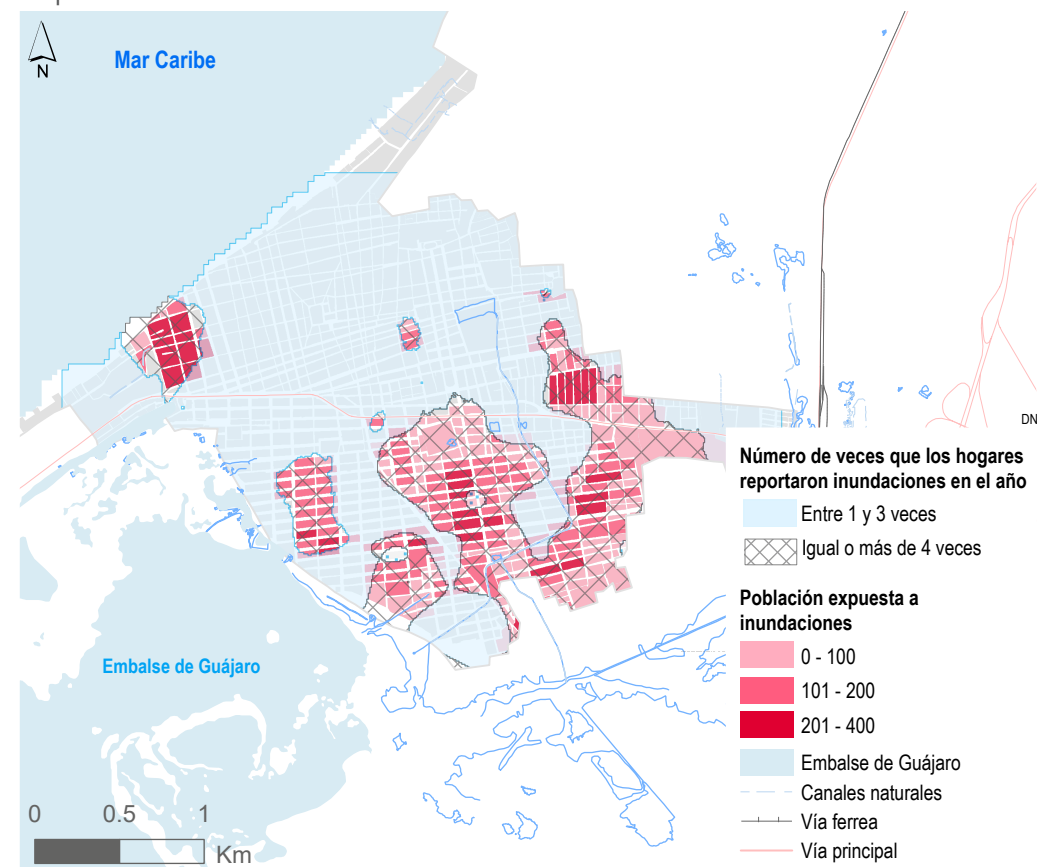 Mar Caribe
N
DN
Número de veces que los hogares
reportaron inundaciones en el año
Entre 1 y 3 veces
Igual o más de 4 veces
Población expuesta a
inundaciones
0 - 100
101 - 200
201 - 400
Embalse de Guájaro
Embalse de Guájaro
Canales naturales
Vía ferrea
Vía principal
0 0.5 1
Km